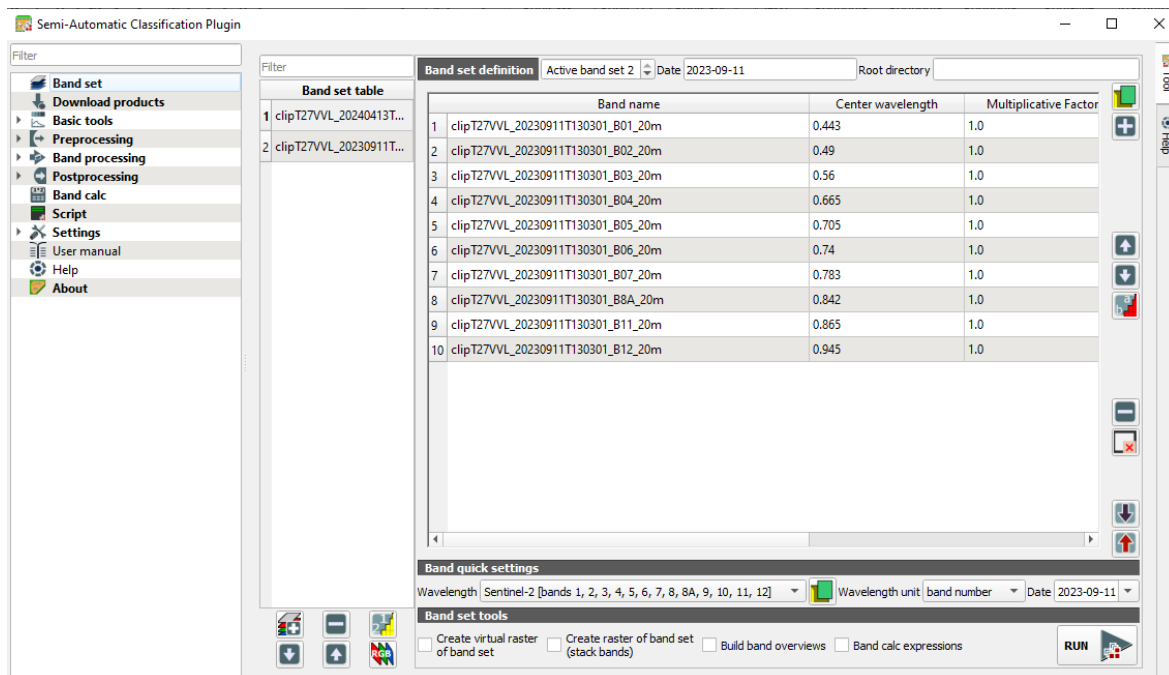 Semi-Automatic Classification Plugin
Filter
Band set
Download products
Basic tools
Preprocessing
Band processing
Postprocessing
Band calc
Script
Settings
User manual
Help
About
Filter
Band set table
1 clipT27VVL_20240413T...
2 clipT27VVL_20230911T...
Band set definition Active band set 2 Date 2023-09-11 Root directory
Band name Center wavelength Multiplicative Factor
1 clipT27VVL_20230911T130301_B01_20m 0.443 1.0
2 clipT27VVL_20230911T130301_B02_20m 0.49 1.0
3 clipT27VVL_20230911T130301_B03_20m 0.56 1.0
4 clipT27VVL_20230911T130301_B04_20m 0.665 1.0
5 clipT27VVL_20230911T130301_B05_20m 0.705 1.0
6 clipT27VVL_20230911T130301_B06_20m 0.74 1.0
7 clipT27VVL_20230911T130301_B07_20m 0.783 1.0
8 clipT27VVL_20230911T130301_B8A_20m 0.842 1.0
9 clipT27VVL_20230911T130301_B11_20m 0.865 1.0
10 clipT27VVL_20230911T130301_B12_20m 0.945 1.0
Band quick settings
Wavelength Sentinel-2 [bands 1, 2, 3, 4, 5, 6, 7, 8, 8A, 9, 10, 11, 12] Wavelength unit band number Date 2023-09-11
Band set tools
Create virtual raster
of band set
Create raster of band set
(stack bands)
Build band overviews
Band calc expressions
RUN
RGB
Help